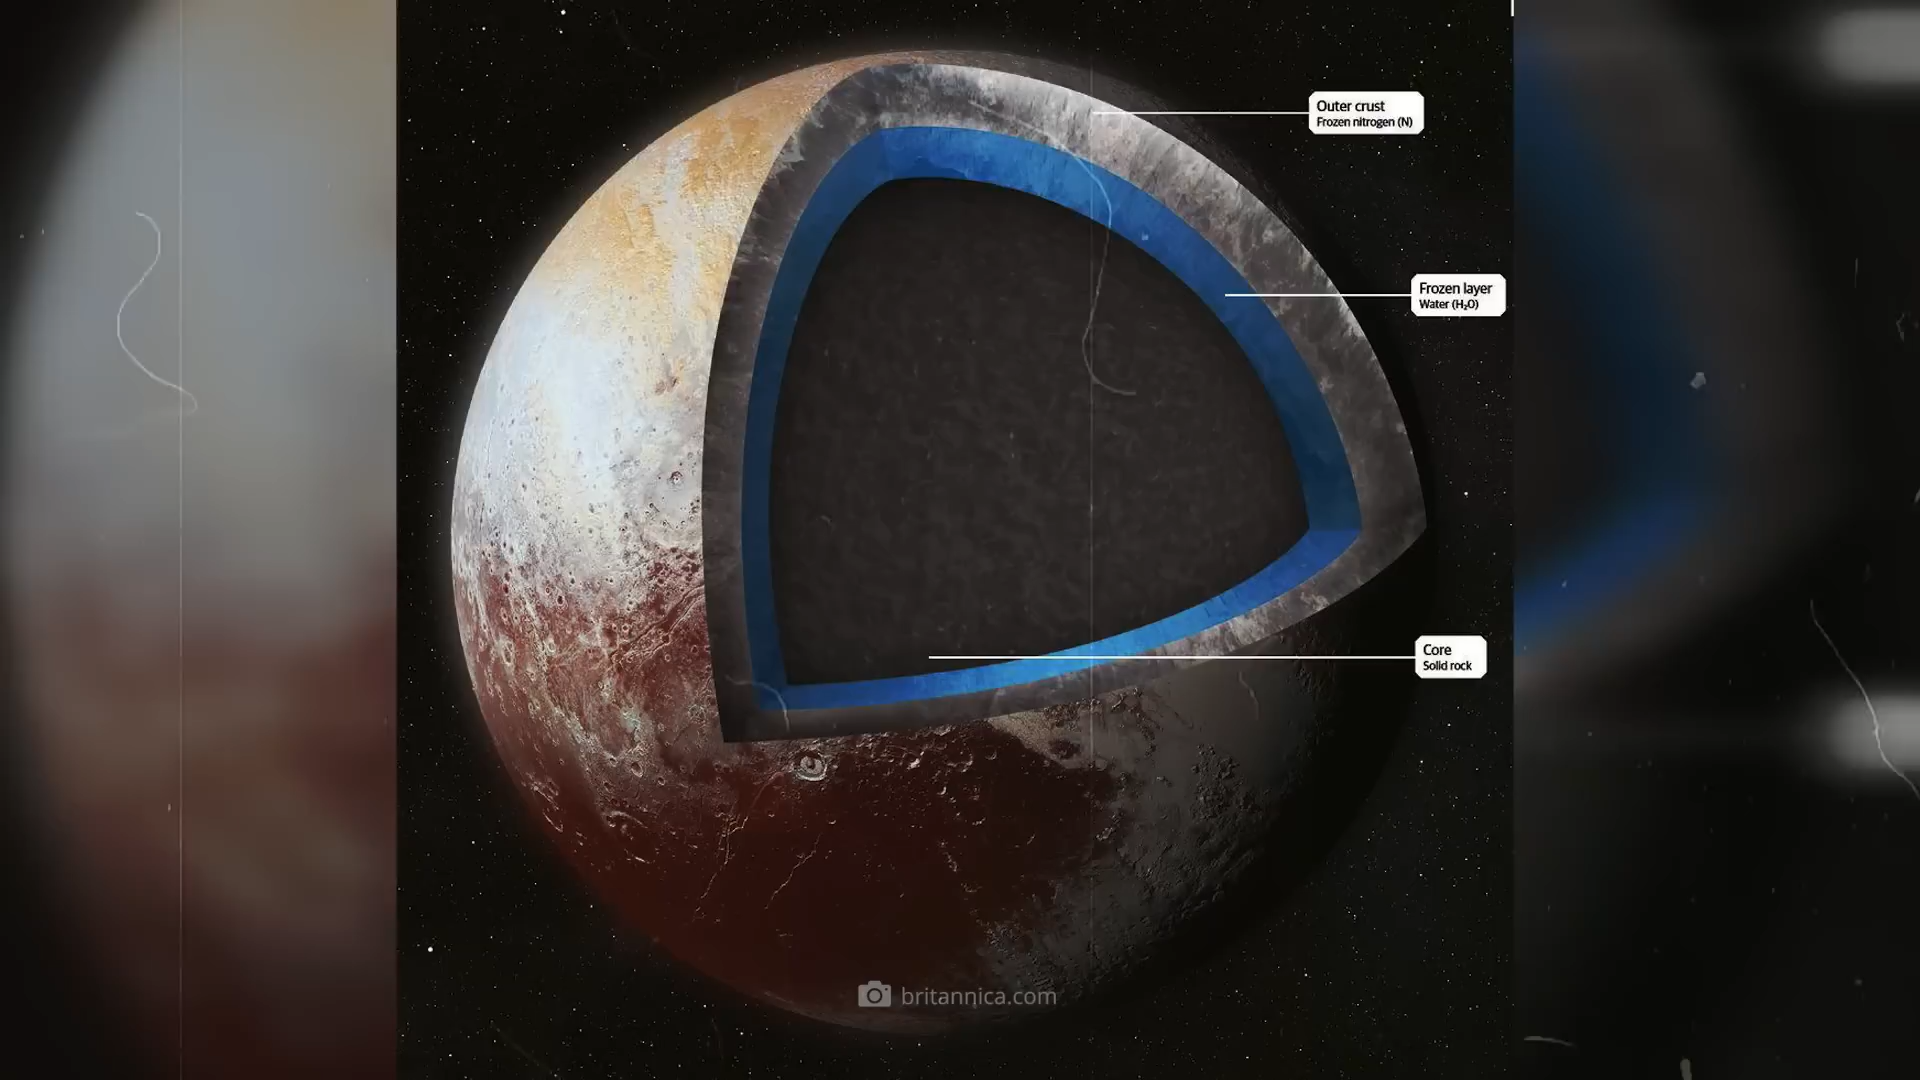 Outer crust
Frozen nitrogen (N)
Frozen layer
Water (H₂O)
Core
Solid rock
britannica.com